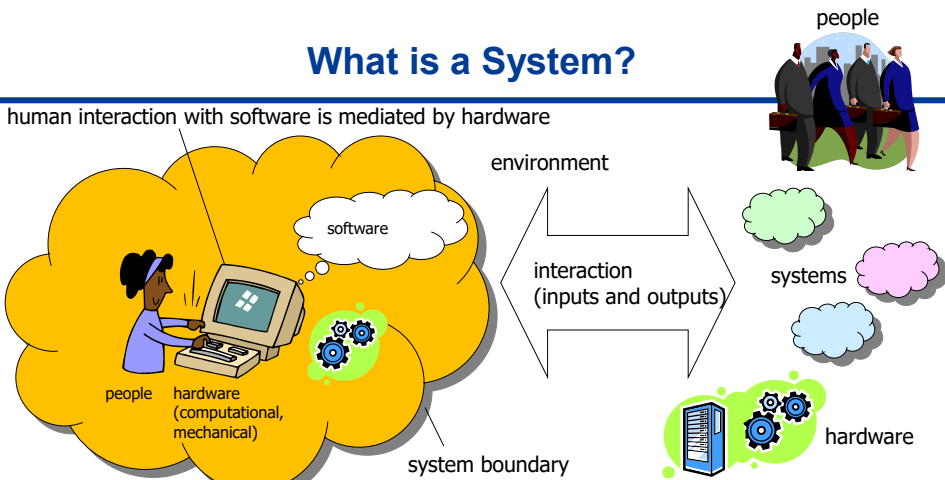 people
What is a System?
human interaction with software is mediated by hardware
environment
software
interaction
(inputs and outputs)
systems
people
hardware
(computational,
mechanical)
hardware
system boundary